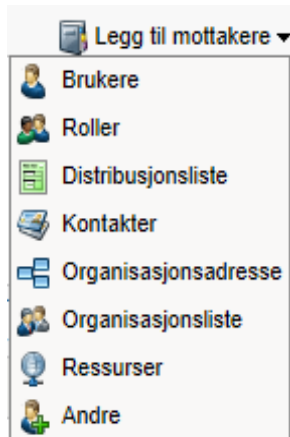 Legg til mottakere
Brukere
Roller
Distribusjonsliste
Kontakter
Organisasjonsadresse
Organisasjonsliste
Ressurser
Andre